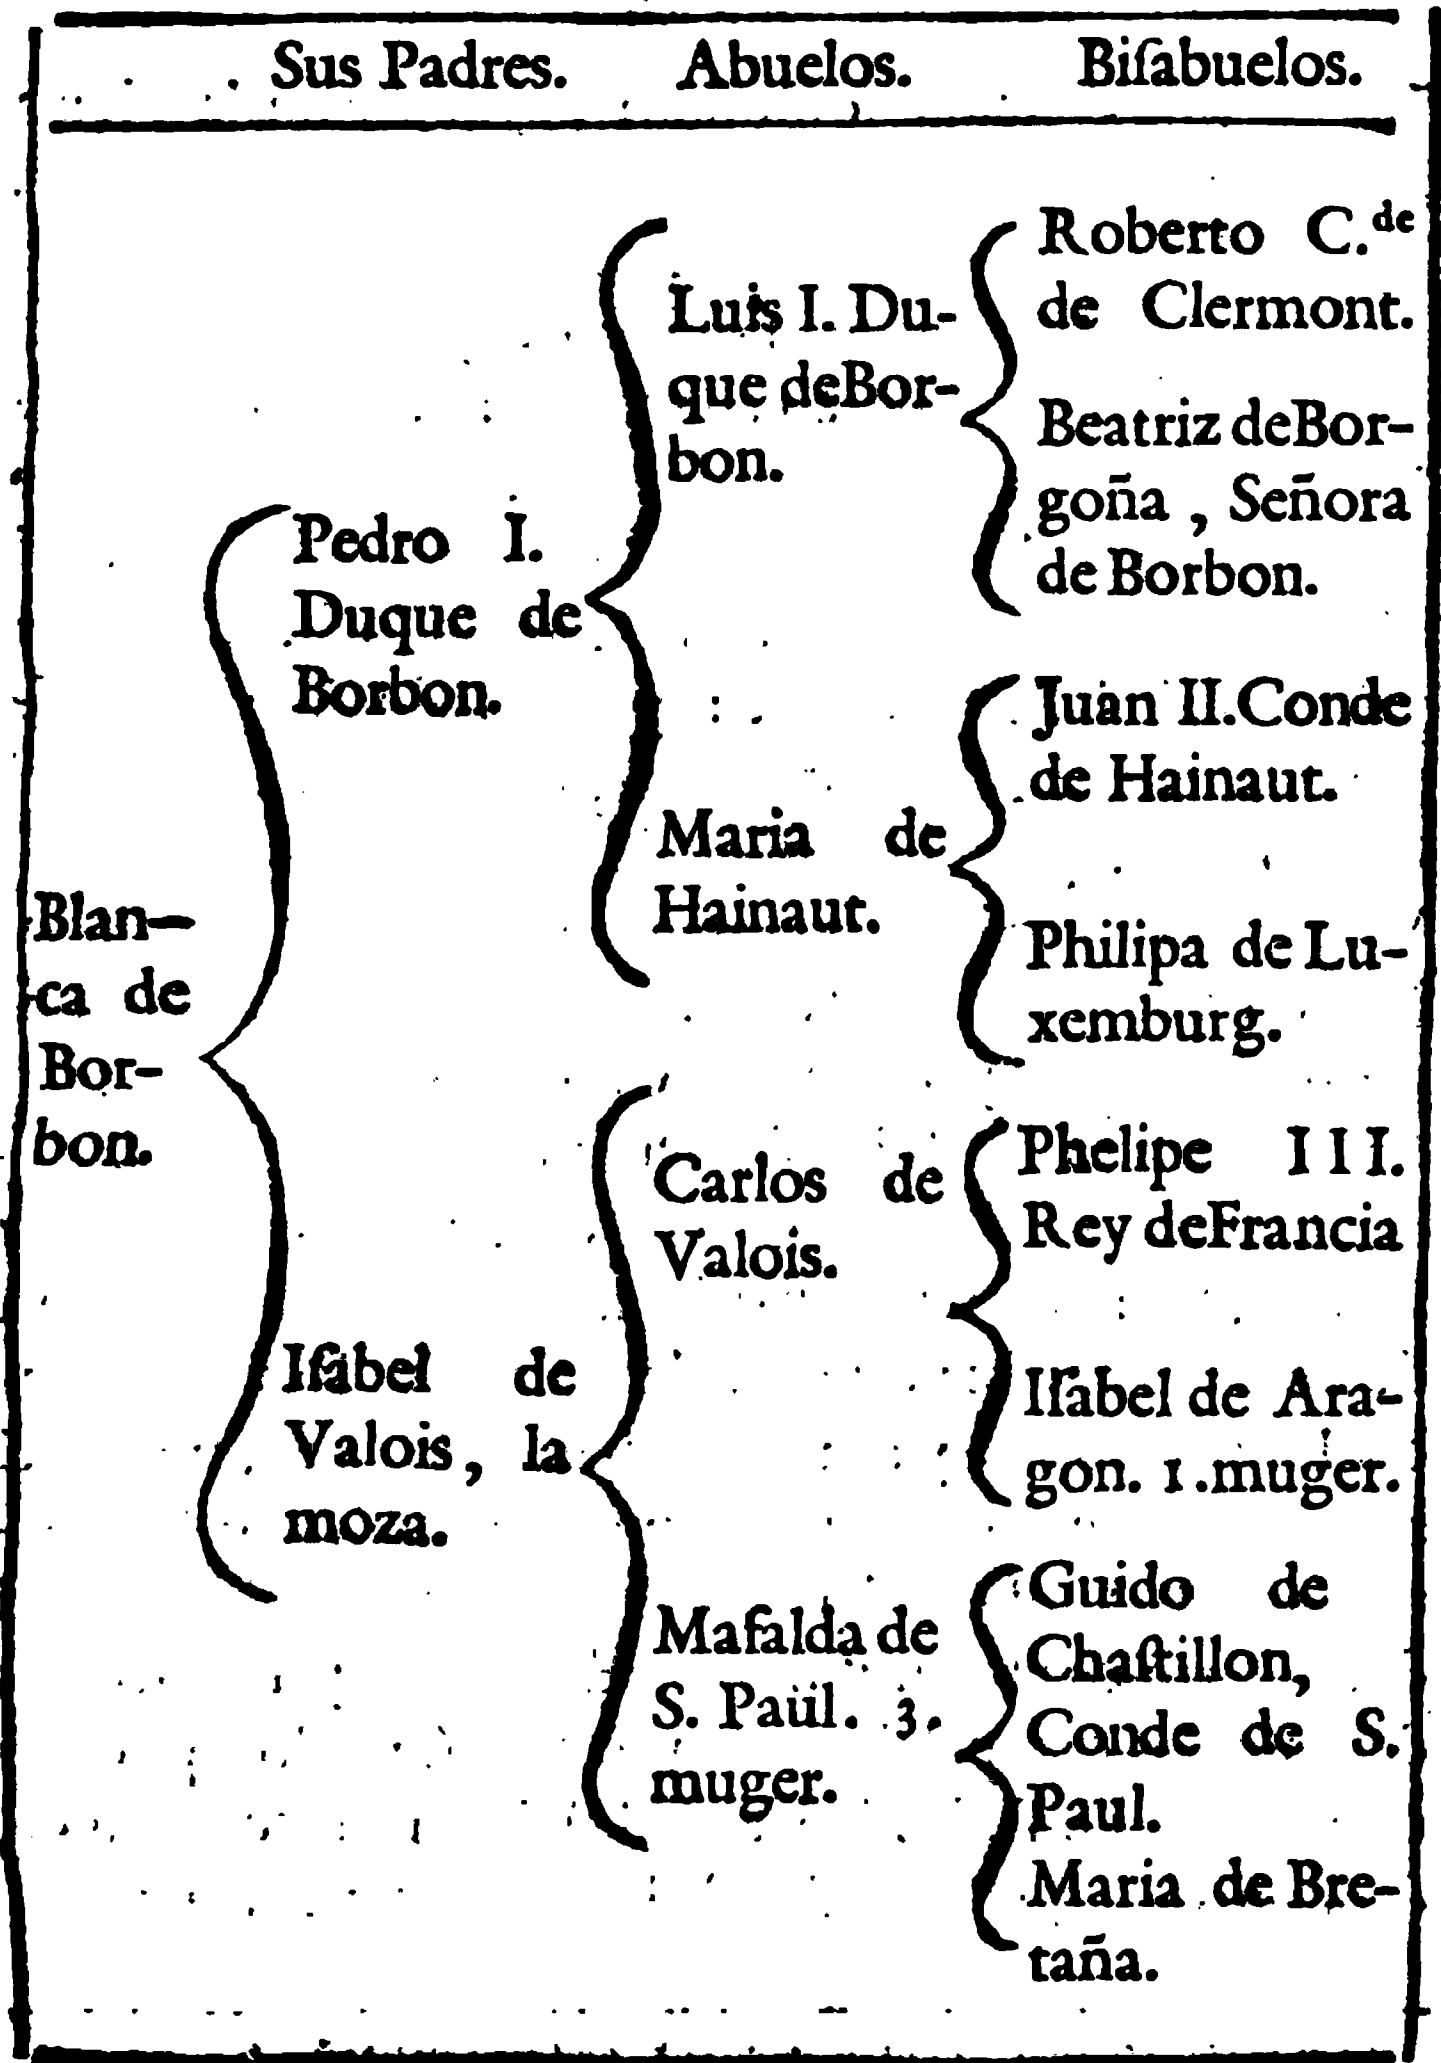 Sus Padres. Abuelos. Biſabuelos.
Blan-
ca de
Bor-
bon.
Pedro I.
Duque de
Borbon.
Iſabel de
Valois, la
moza.
Luis I. Du-
que deBor-
bon.
Maria de
Hainaut.
Carlos de
Valois.
Mafalda de
S. Paul. 3.
muger.
Roberto C.de
de Clermont.
Beatriz deBor-
goña, Señora
de Borbon.
Juan II.Conde
de Hainaut.
Philipa de Lu-
xemburg.
Phelipe III.
Rey deFrancia
Iſabel de Ara-
gon. 1.muger.
Guido de
Chaſtillon,
Conde de S.
Paul.
Maria de Bre-
taña.